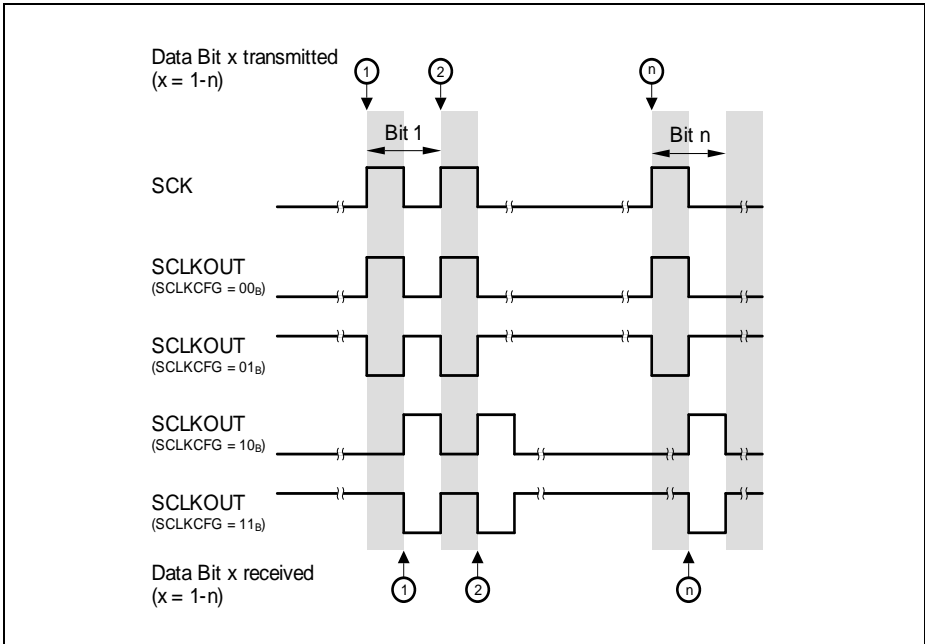 Data Bit x transmitted
(x = 1-n)
1
2
n
Bit 1
Bit n
SCK
SCLKOUT
(SCLKCFG = 00B)
SCLKOUT
(SCLKCFG = 01B)
SCLKOUT
(SCLKCFG = 10B)
SCLKOUT
(SCLKCFG = 11B)
Data Bit x received
(x = 1-n)
1
2
n